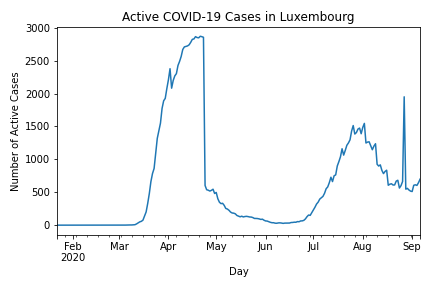 Active COVID-19 Cases in Luxembourg
3000
2500
2000
1500
1000
500
0
Number of Active Cases
Feb Mar Apr May Jun Jul Aug Sep
2020
Day